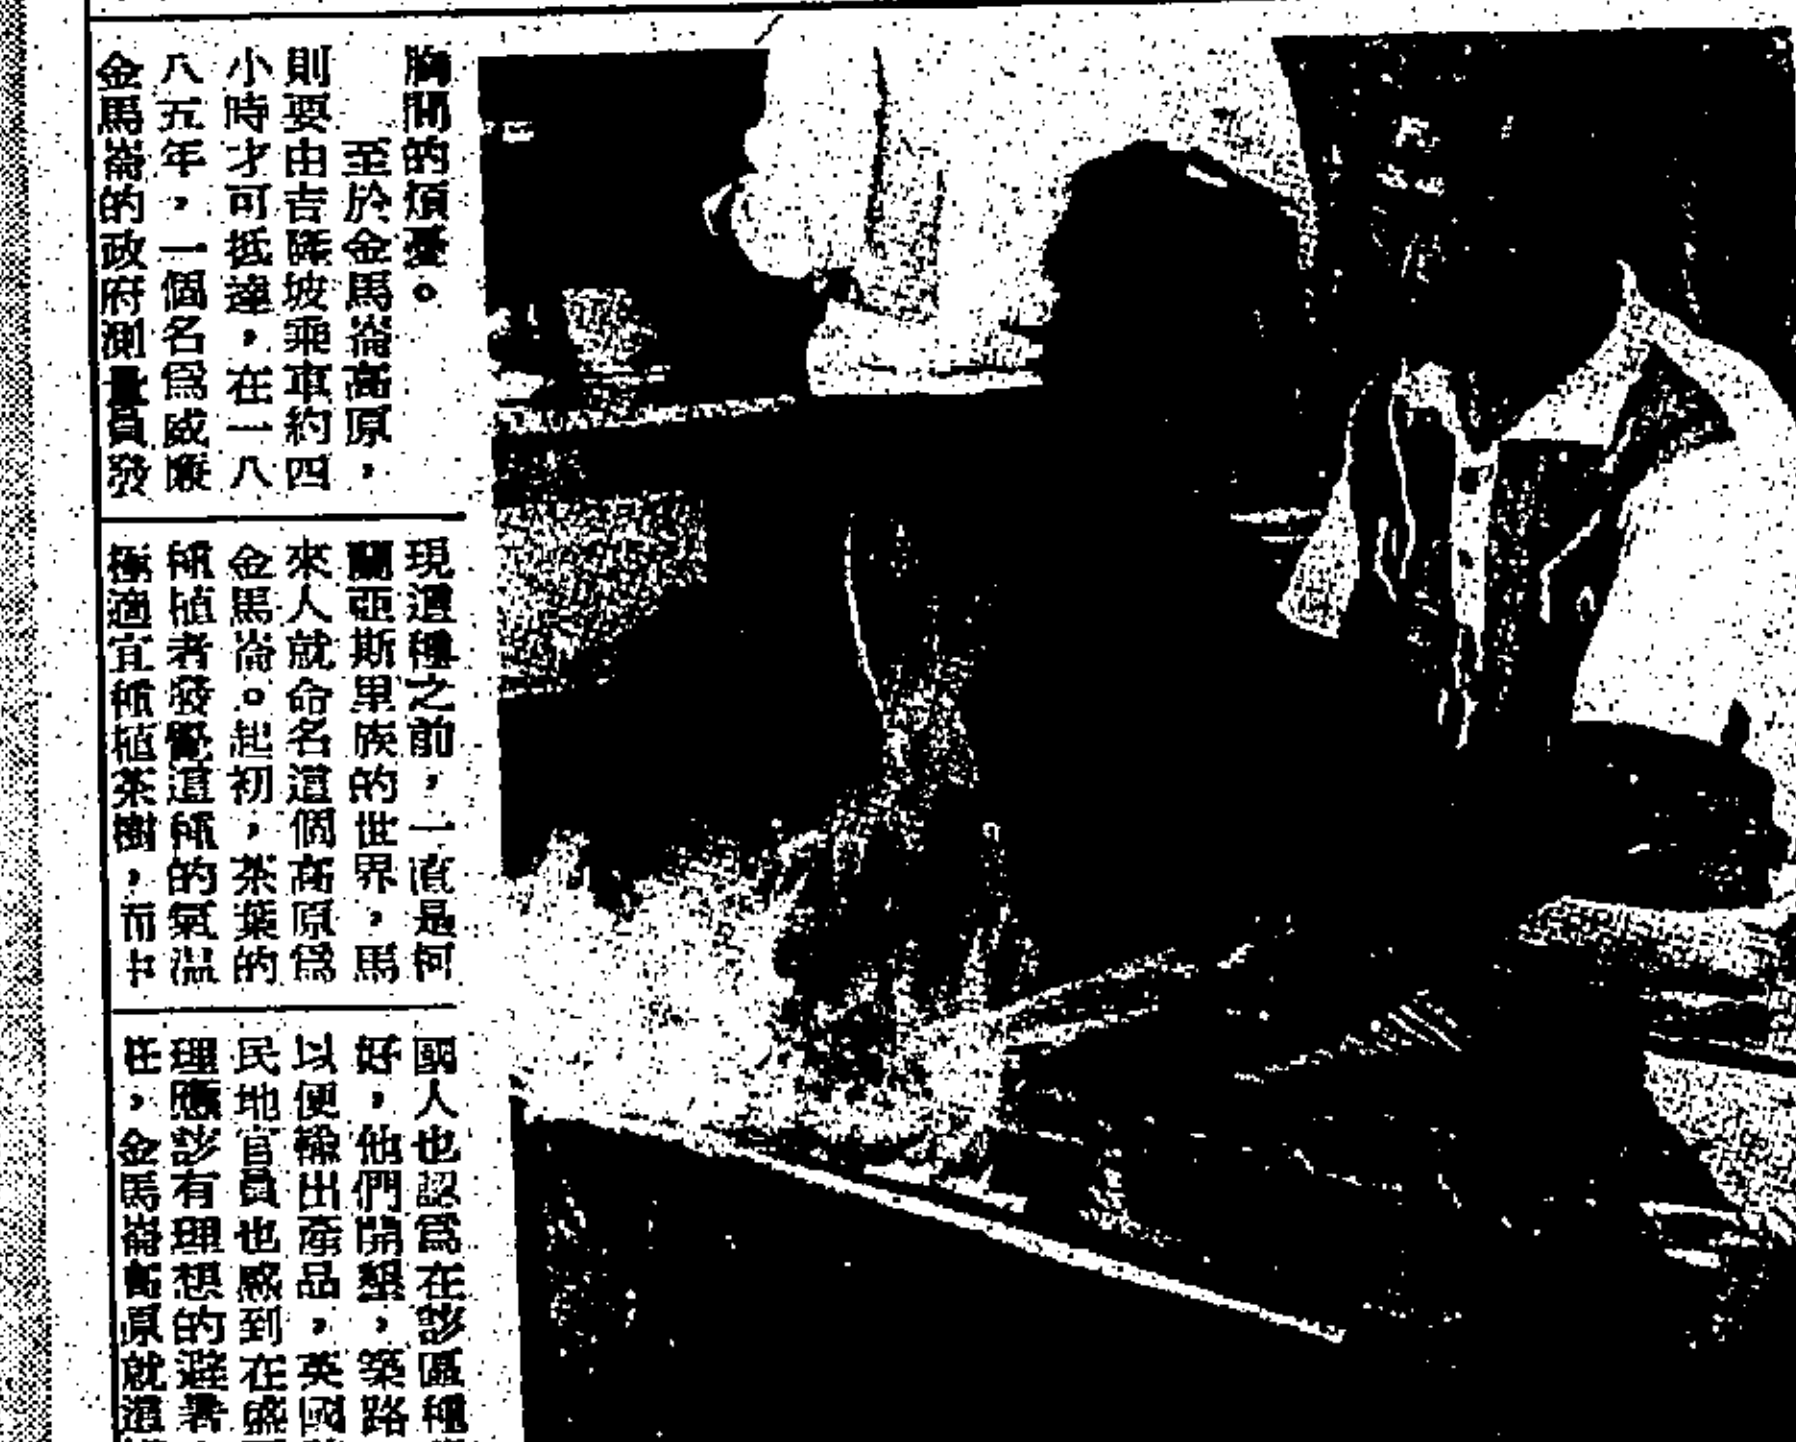 胸間的煩憂。
至於金馬崙高原，
則要由吉隆坡乘車約四
小時才可抵達，在一八
八五年，一個名為威廉
金馬崙的政府測量員發
現這種之前，一直是柯
蘭亞斯里族的世界，馬
來人就命名這個高原為
金馬崙。起初，茶葉的
種植者發覺這種的氣溫
極適宜種植茶樹，而中
國人也認為在該區種
好，他們開墾，築路
以便輸出產品，英國
民地官員也感到在盛
理應該有理想的避暑
在，金馬崙高原就這